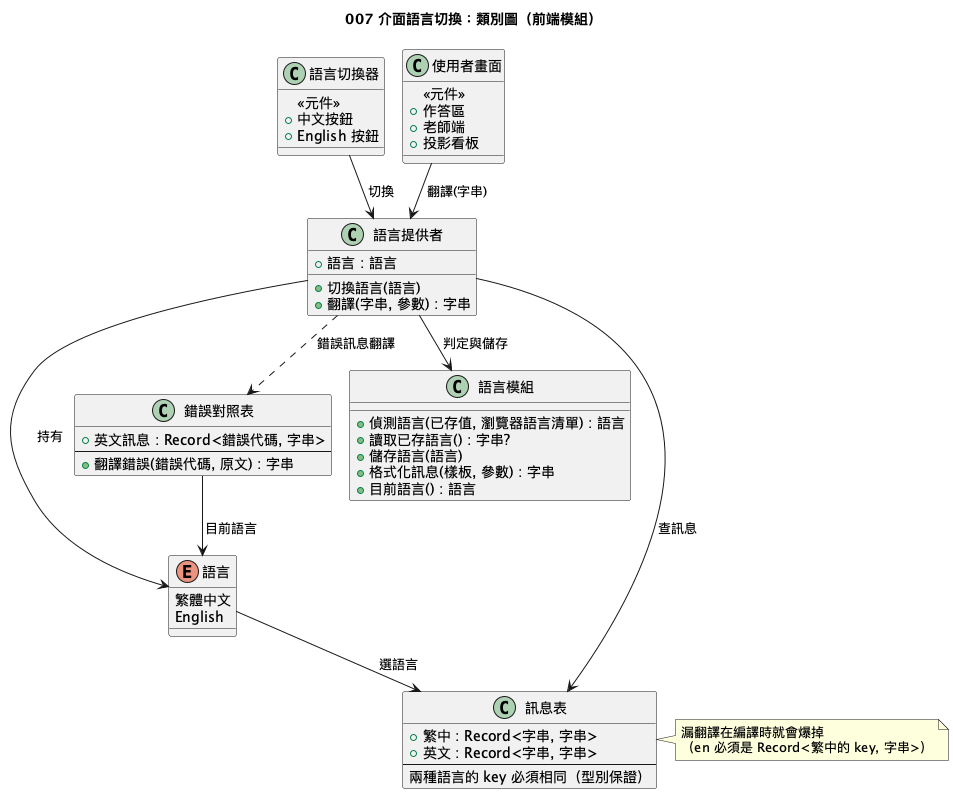 007 介面語言切換：類別圖（前端模組）
C 語言切換器
«元件»
中文按鈕
English 按鈕
C 使用者畫面
«元件»
作答區
老師端
投影看板
切換
翻譯(字串)
C 語言提供者
語言 : 語言
切換語言(語言)
翻譯(字串, 參數) : 字串
錯誤訊息翻譯
判定與儲存
持有
C 錯誤對照表
英文訊息 : Record<錯誤代碼, 字串>
翻譯錯誤(錯誤代碼, 原文) : 字串
C 語言模組
偵測語言(已存值, 瀏覽器語言清單) : 語言
讀取已存語言() : 字串?
儲存語言(語言)
格式化訊息(樣板, 參數) : 字串
目前語言() : 語言
目前語言
查訊息
E 語言
繁體中文
English
選語言
C 訊息表
繁中 : Record<字串, 字串>
英文 : Record<字串, 字串>
兩種語言的 key 必須相同（型別保證）
漏翻譯在編譯時就會爆掉
（en 必須是 Record<繁中的 key, 字串>）